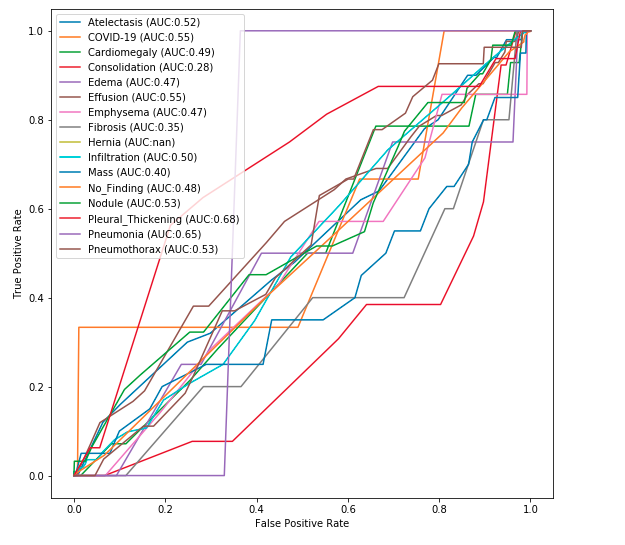 1.0
0.8
0.6
0.4
0.2
0.0
True Positive Rate
Atelectasis (AUC:0.52)
COVID-19 (AUC:0.55)
Cardiomegaly (AUC:0.49)
Consolidation (AUC:0.28)
Edema (AUC:0.47)
Effusion (AUC:0.55)
Emphysema (AUC:0.47)
Fibrosis (AUC:0.35)
Hernia (AUC:nan)
Infiltration (AUC:0.50)
Mass (AUC:0.40)
No_Finding (AUC:0.48)
Nodule (AUC:0.53)
Pleural_Thickening (AUC:0.68)
Pneumonia (AUC:0.65)
Pneumothorax (AUC:0.53)
0.0 0.2 0.4 0.6 0.8 1.0
False Positive Rate